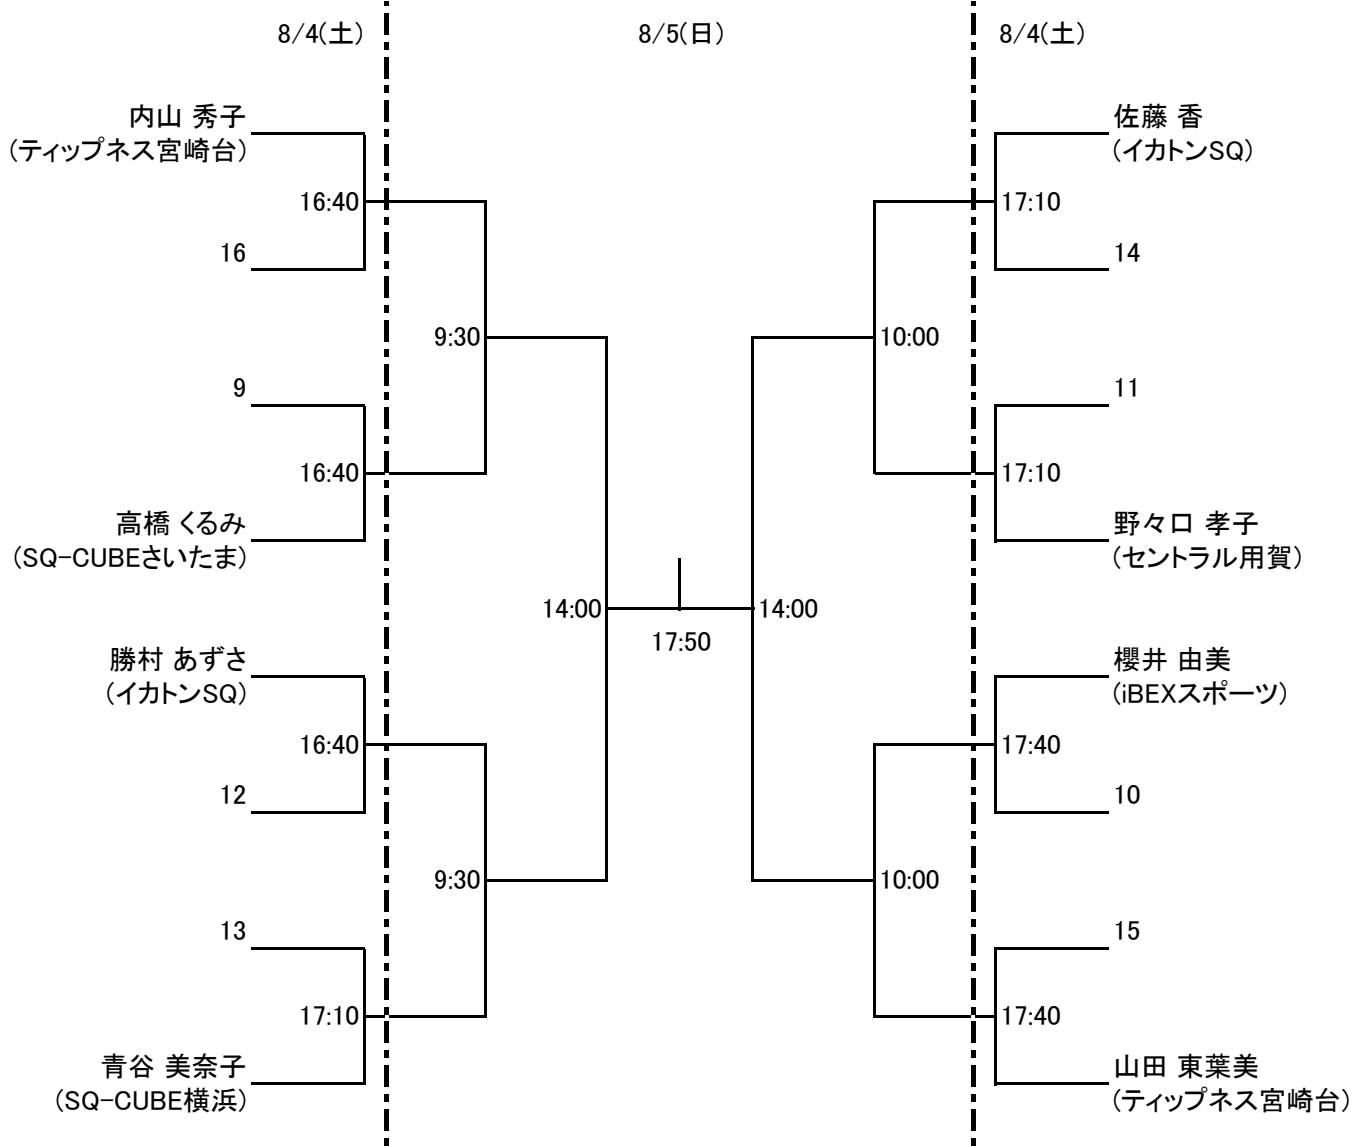 8/4(土)
8/5(日)
8/4(土)
内山 秀子
(ティップネス宮崎台)
16:40
16
9:30
9
16:40
高橋 くるみ
(SQ-CUBEさいたま)
14:00
勝村 あずさ
(イカトンSQ)
16:40
12
9:30
13
17:10
青谷 美奈子
(SQ-CUBE横浜)
17:50
佐藤 香
(イカトンSQ)
17:10
14
10:00
11
17:10
野々口 孝子
(セントラル用賀)
14:00
櫻井 由美
(iBEXスポーツ)
17:40
10
10:00
15
17:40
山田 東葉美
(ティップネス宮崎台)